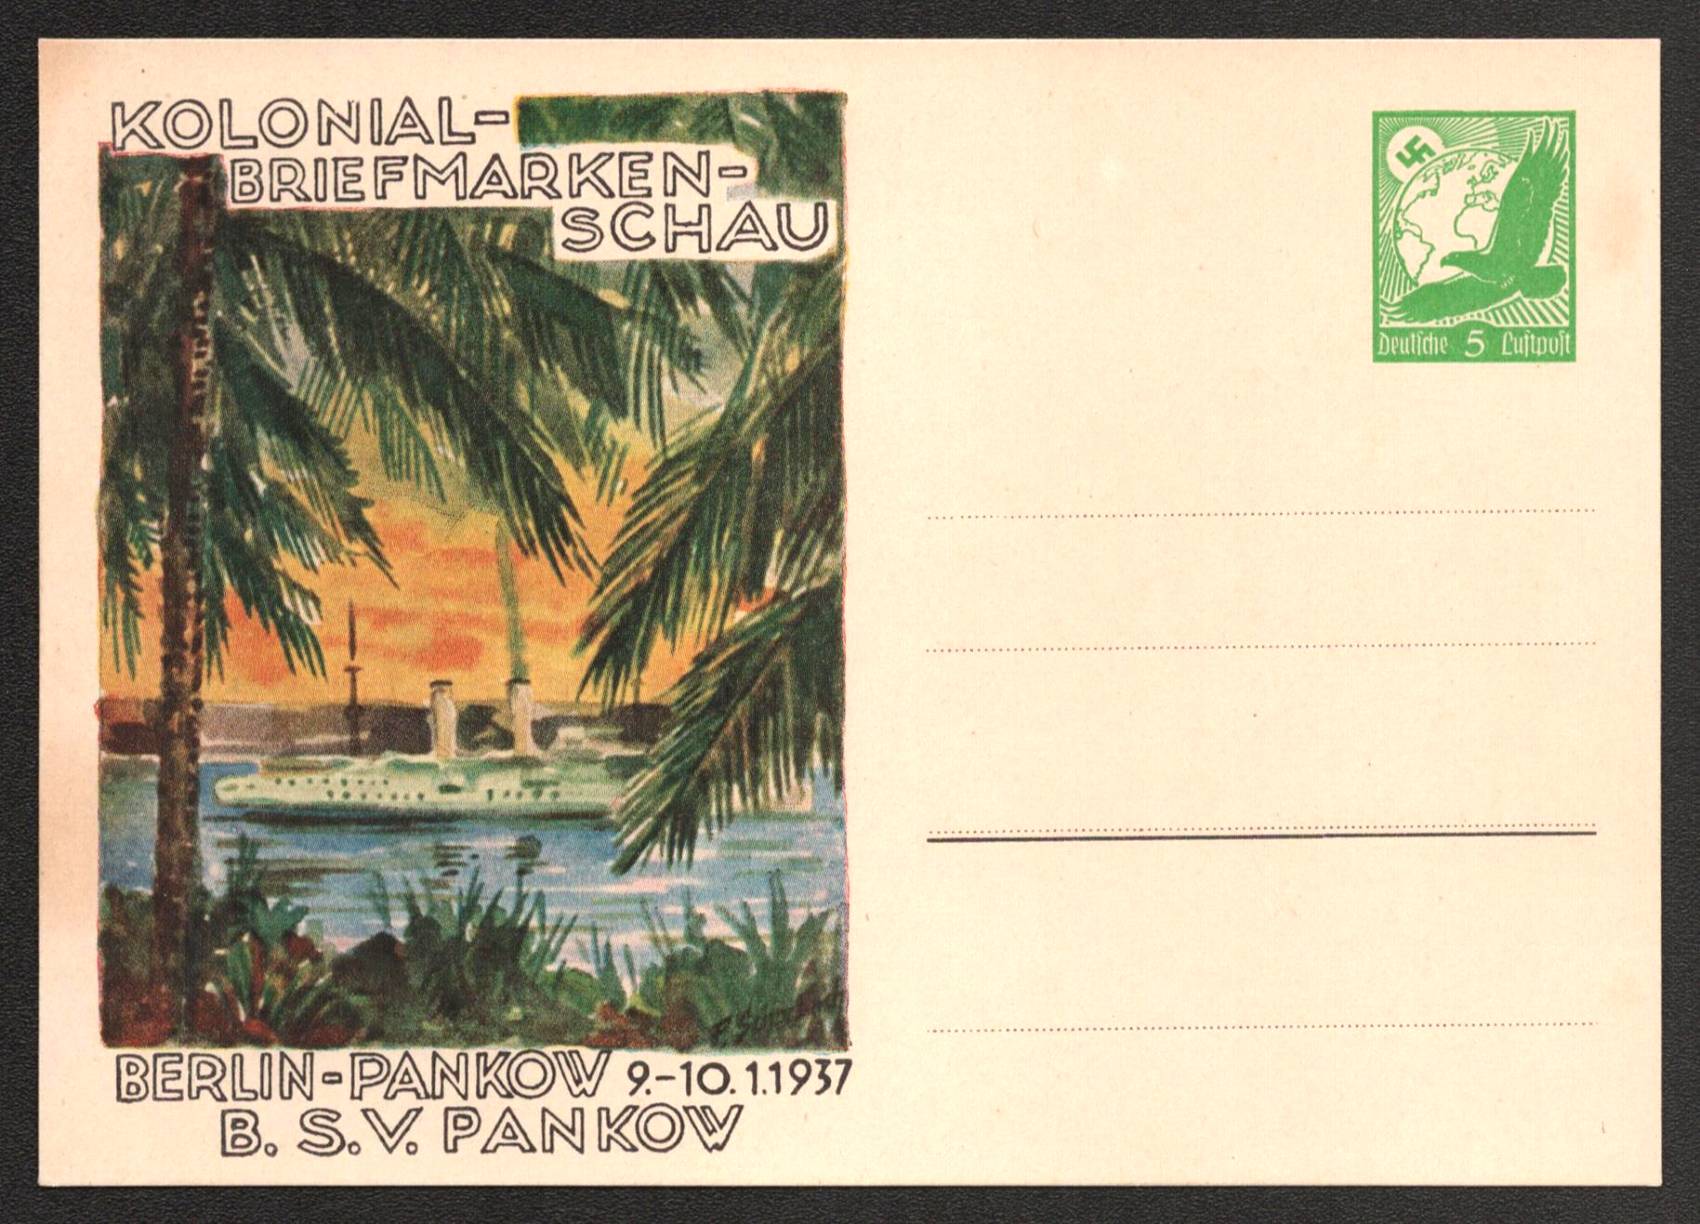 KOLONIAL-
BRIEFMARKEN-
SCHAU
Deutsche 5 Luftpost
BERLIN-PANKOW 9.-10.1.1937
B. S. V. PANKOW